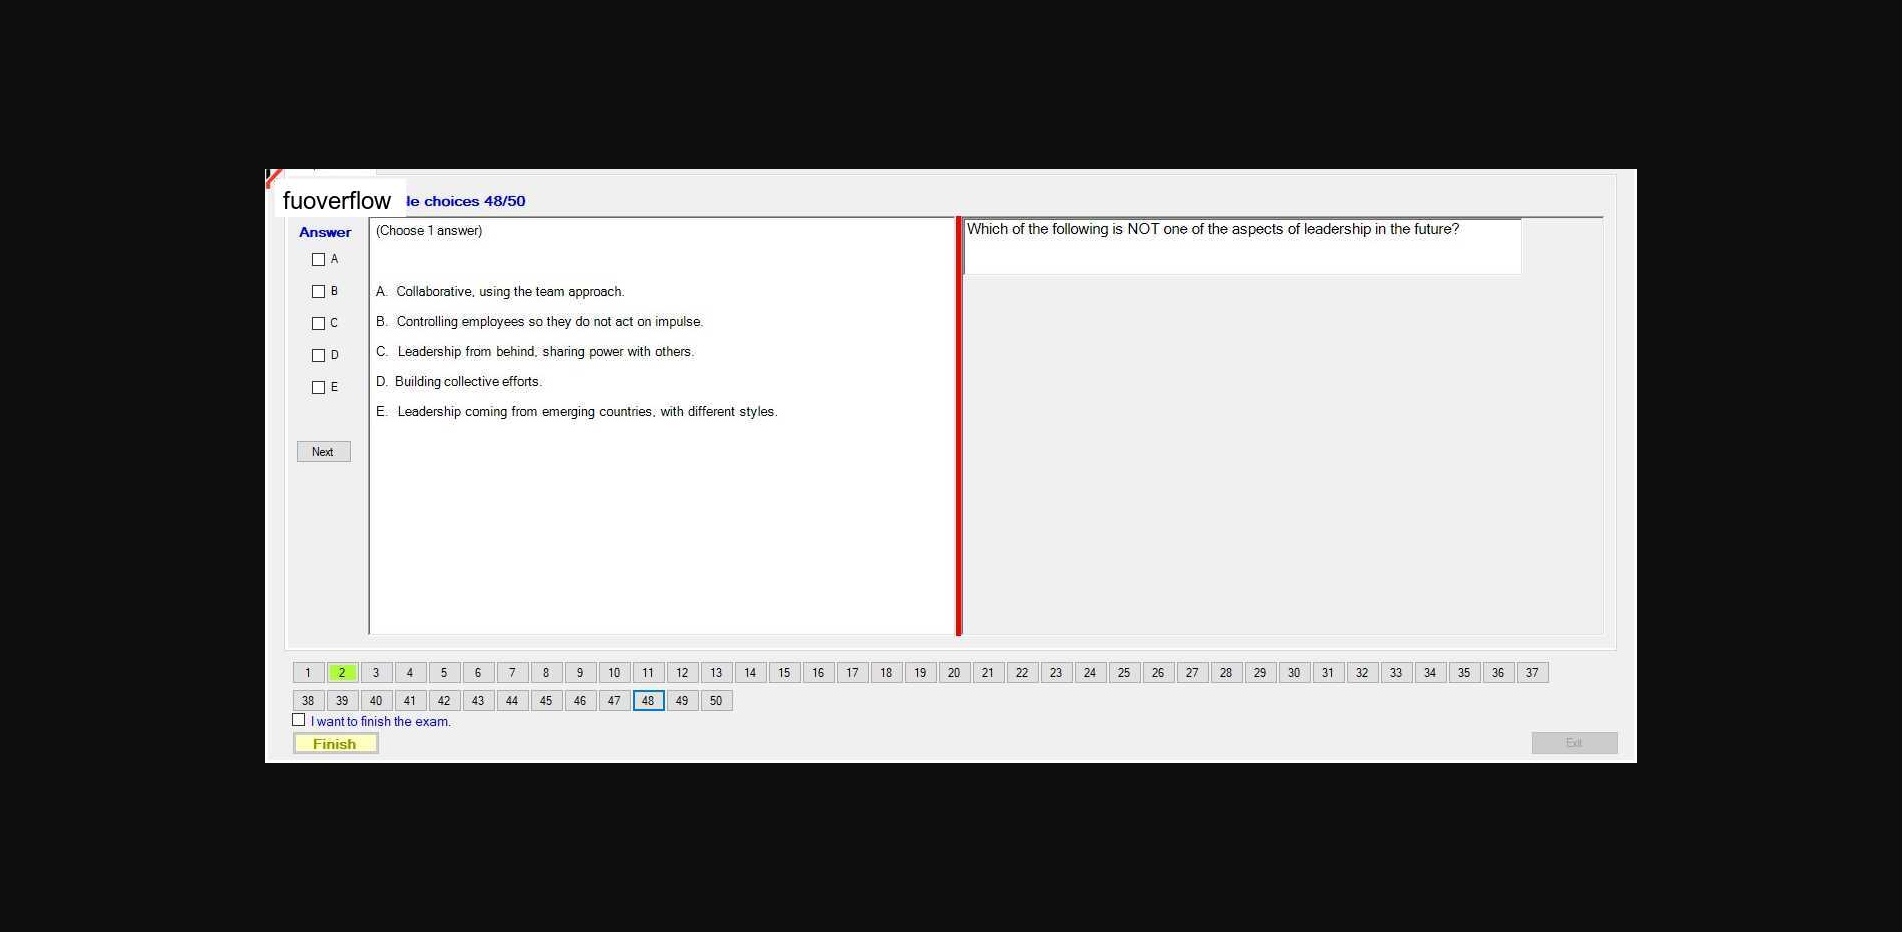 fuoverflow
le choices 48/50
Answer
A
B
C
D
E
Next
(Choose 1 answer)
A. Collaborative, using the team approach.
B. Controlling employees so they do not act on impulse.
C. Leadership from behind, sharing power with others.
D. Building collective efforts.
E. Leadership coming from emerging countries, with different styles.
Which of the following is NOT one of the aspects of leadership in the future?
1 2 3 4 5 6 7 8 9 10 11 12 13 14 15 16 17 18 19 20 21 22 23 24 25 26 27 28 29 30 31 32 33 34 35 36 37
38 39 40 41 42 43 44 45 46 47 48 49 50
I want to finish the exam.
Finish
Exit